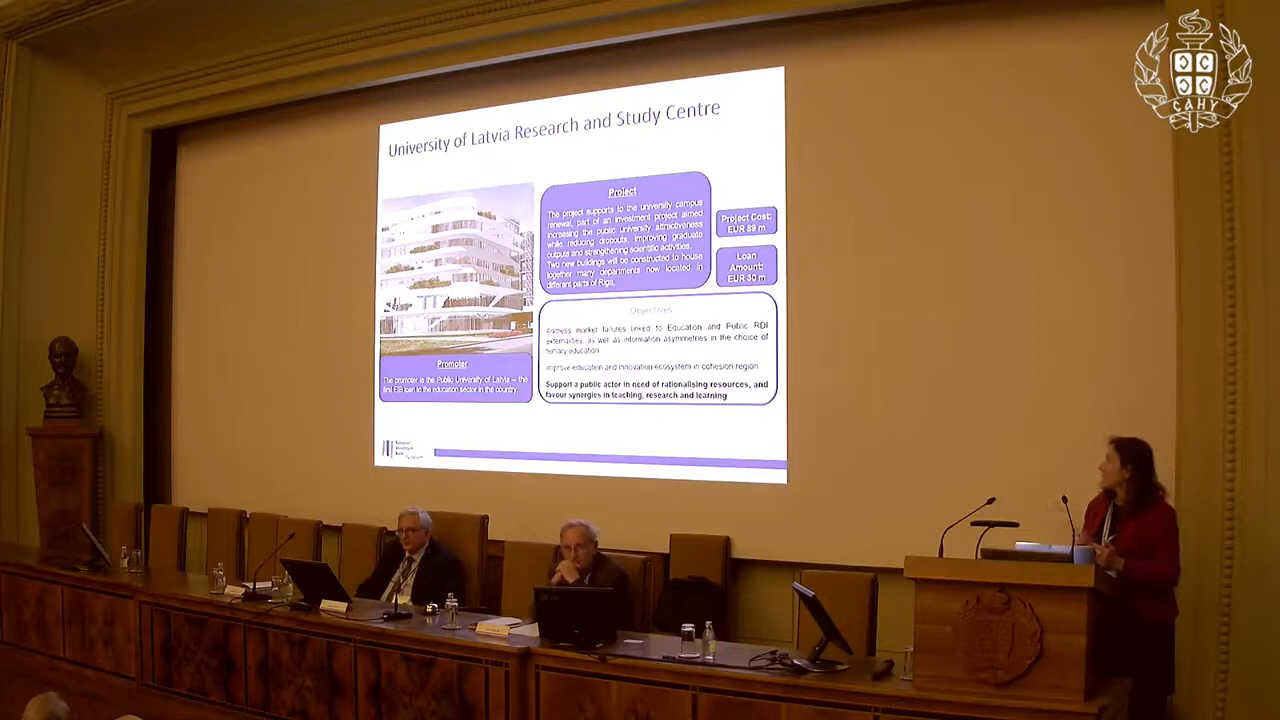 САНУ
University of Latvia Research and Study Centre
Project
The project supports to the university campus
renewal, part of an investment project aimed
increasing the public university attractiveness
while reducing dropouts, improving graduate
outputs and strengthening scientific activities.
Two new buildings will be constructed to house
together many departments now located in
different parts of Riga.
Project Cost:
EUR 89 m
Loan
Amount:
EUR 30 m
Objectives
Address market failures linked to Education and Public RDI
externalities, as well as information asymmetries in the choice of
tertiary education
Improve education and innovation ecosystem in cohesion region
Support a public actor in need of rationalising resources, and
favour synergies in teaching, research and learning
Promoter
The promoter is the Public University of Latvia – the
first EIB loan to the education sector in the country.
European
Investment
Bank